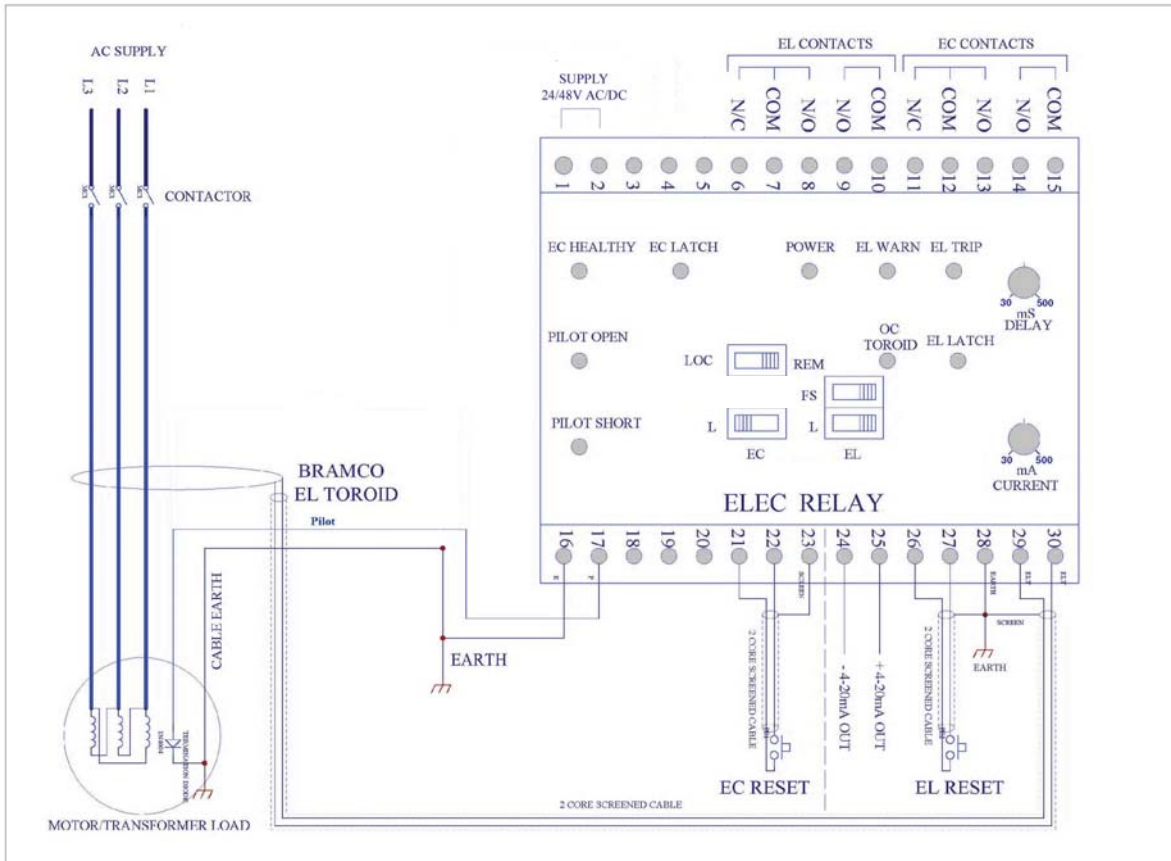 AC SUPPLY
L3
L2
L1
CONTACTOR
EL CONTACTS
EC CONTACTS
SUPPLY
24/48V AC/DC
N/C
COM
N/O
N/O
COM
N/C
COM
N/O
N/O
COM
1
2
3
4
5
6
7
8
9
10
11
12
13
14
15
EC HEALTHY
EC LATCH
POWER
EL WARN
EL TRIP
30
500
mS
DELAY
PILOT OPEN
LOC
REM
OC
TOROID
EL LATCH
FS
PILOT SHORT
L
EC
L
EL
30
500
mA
CURRENT
ELEC RELAY
BRAMCO
EL TOROID
Pilot
16
17
18
19
20
21
22
23
24
25
26
27
28
29
30
E
P
SCREEN
EARTH
ELT
ELT
CABLE EARTH
EARTH
2 CORE SCREENED CABLE
- 4-20mA OUT
+ 4-20mA OUT
2 CORE SCREENED CABLE
SCREEN
EARTH
EC RESET
EL RESET
TERMINATION DIODE
2 CORE SCREENED CABLE
MOTOR/TRANSFORMER LOAD